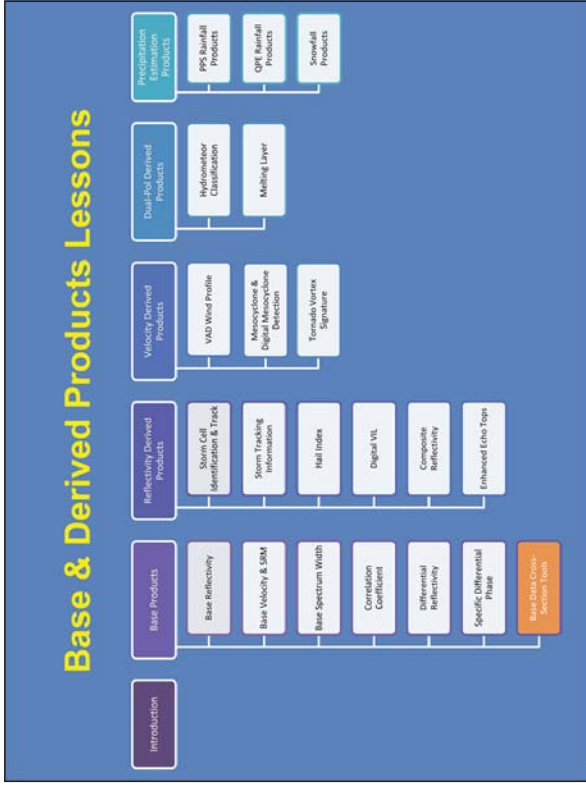 Base & Derived Products Lessons
Introduction
Base Products
Base Reflectivity
Base Velocity & SRM
Base Spectrum Width
Correlation
Coefficient
Differential
Reflectivity
Specific Differential
Phase
Base Data Cross-
Section Tools
Reflectivity Derived
Products
Storm Cell
Identification & Track
Storm Tracking
Information
Hail Index
Digital VIL
Composite
Reflectivity
Enhanced Echo Tops
Velocity Derived
Products
VAD Wind Profile
Mesocyclone &
Digital Mesocyclone
Detection
Tornado Vortex
Signature
Dual-Pol Derived
Products
Hydrometeor
Classification
Melting Layer
Precipitation
Estimation
Products
PPS Rainfall
Products
QPE Rainfall
Products
Snowfall
Products